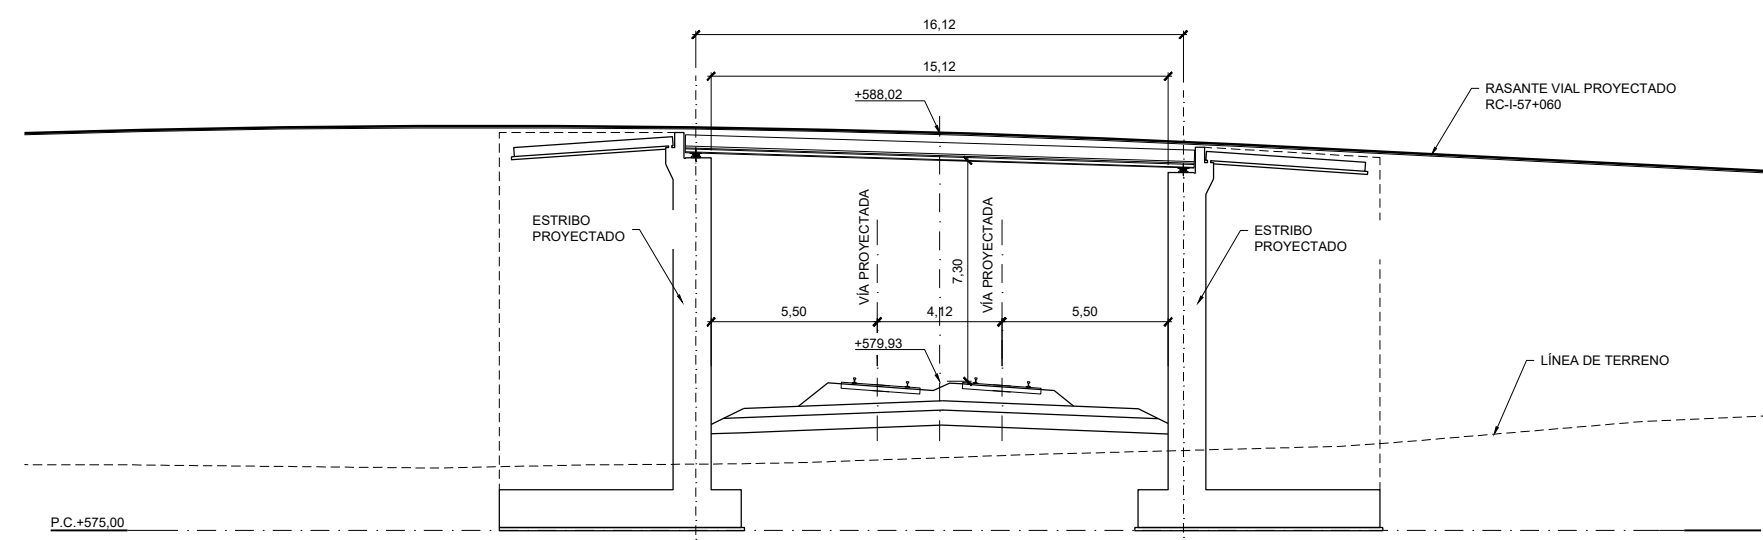 16,12
15,12
+588,02
RASANTE VIAL PROYECTADO
RC-I-57+060
ESTRIBO
PROYECTADO
VÍA PROYECTADA
7,30
VÍA PROYECTADA
ESTRIBO
PROYECTADO
5,50
4,12
5,50
+579,93
LÍNEA DE TERRENO
P.C.+575,00